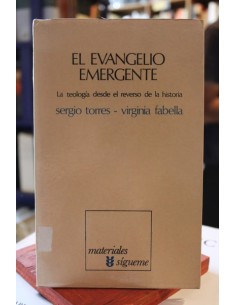 EL EVANGELIO
EMERGENTE
La teología desde el reverso de la historia
sergio torres - virginia fabella
materiales
sígueme